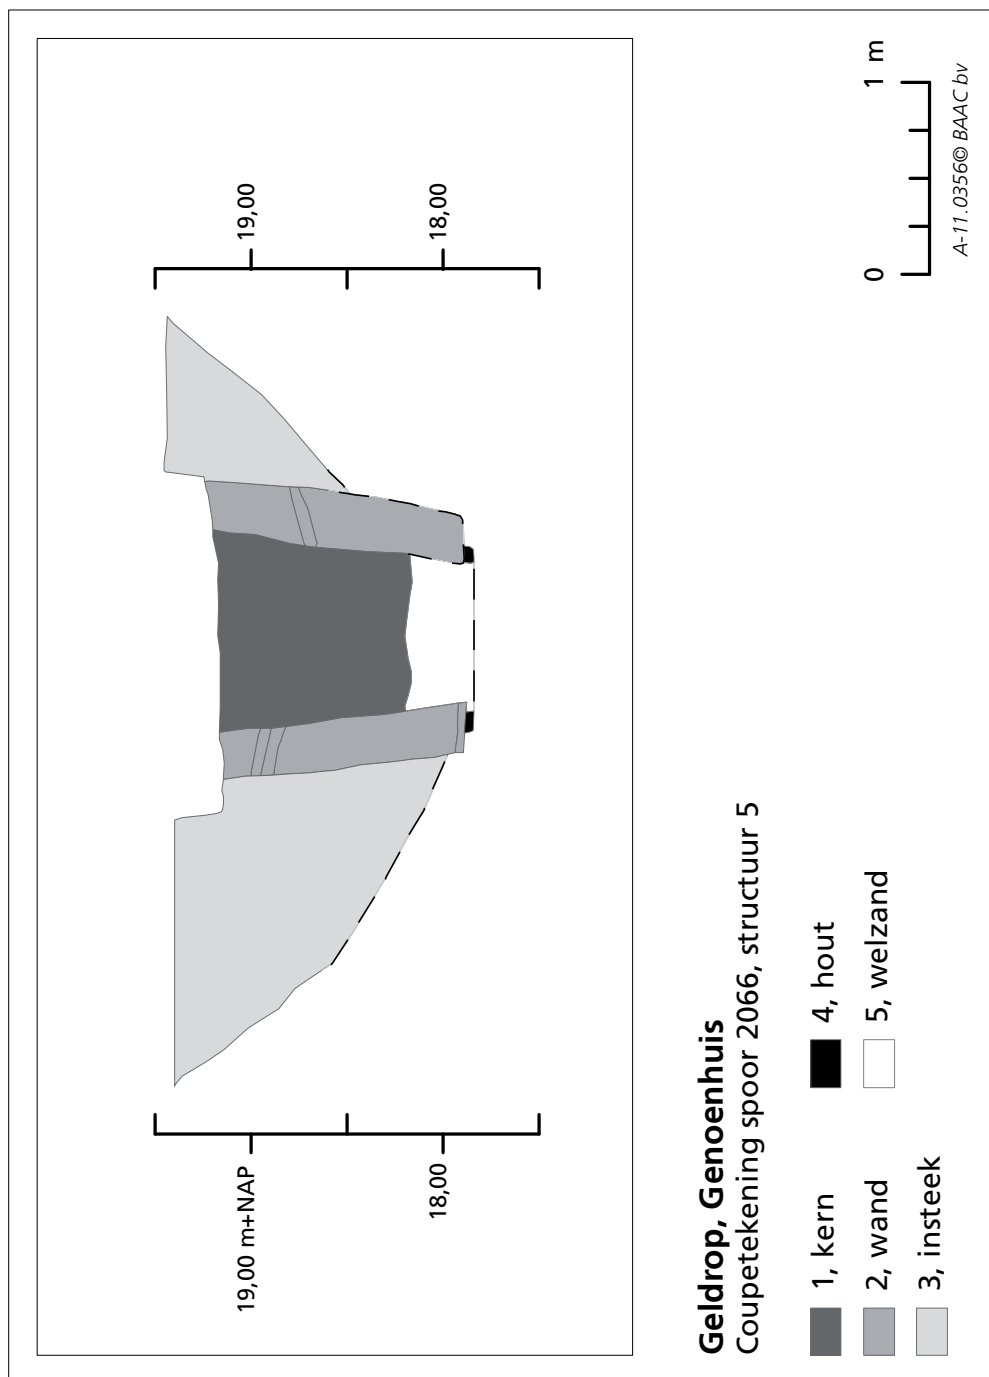 19,00 m+NAP
19,00
18,00
18,00
Geldrop, Genoenhuis
Coupetekening spoor 2066, structuur 5
1, kern
2, wand
3, insteek
4, hout
5, welzand
0
1 m
A-11.0356© BAAC bv